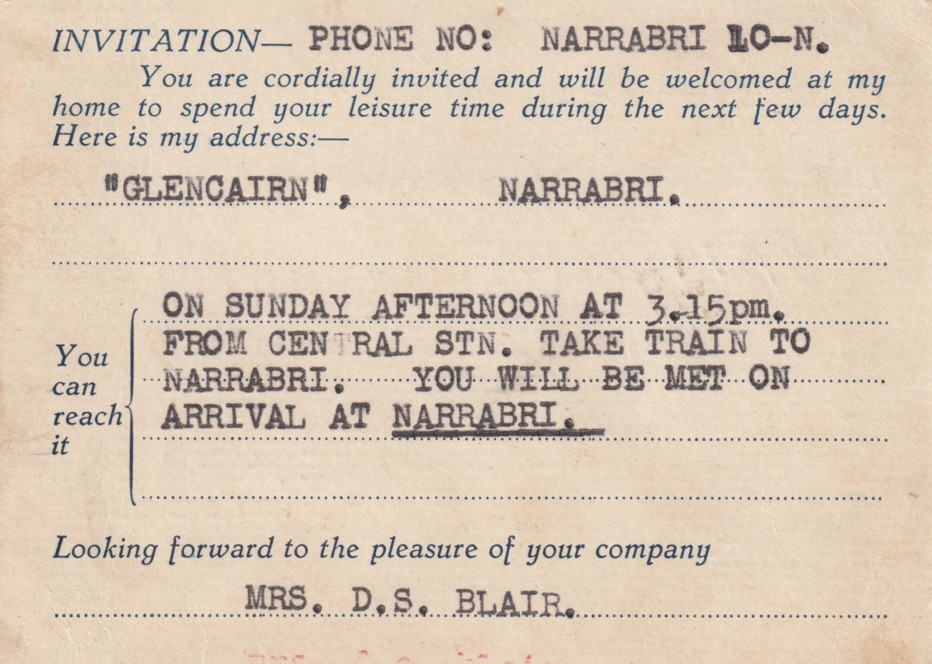 INVITATION— PHONE NO: NARRABRI 10-N.
You are cordially invited and will be welcomed at my
home to spend your leisure time during the next few days.
Here is my address:—
"GLENCAIRN", NARRABRI.
ON SUNDAY AFTERNOON AT 3.15pm.
FROM CENTRAL STN. TAKE TRAIN TO
You
can
reach
it
NARRABRI. YOU WILL BE MET ON
ARRIVAL AT NARRABRI.
Looking forward to the pleasure of your company
MRS. D.S. BLAIR.